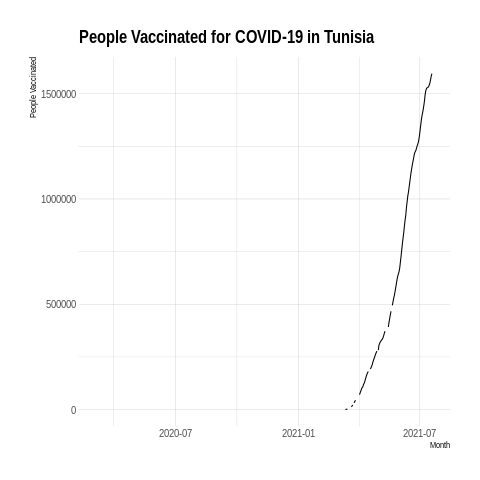 People Vaccinated for COVID-19 in Tunisia
People Vaccinated
1500000
1000000
500000
0
2020-07 2021-01 2021-07
Month